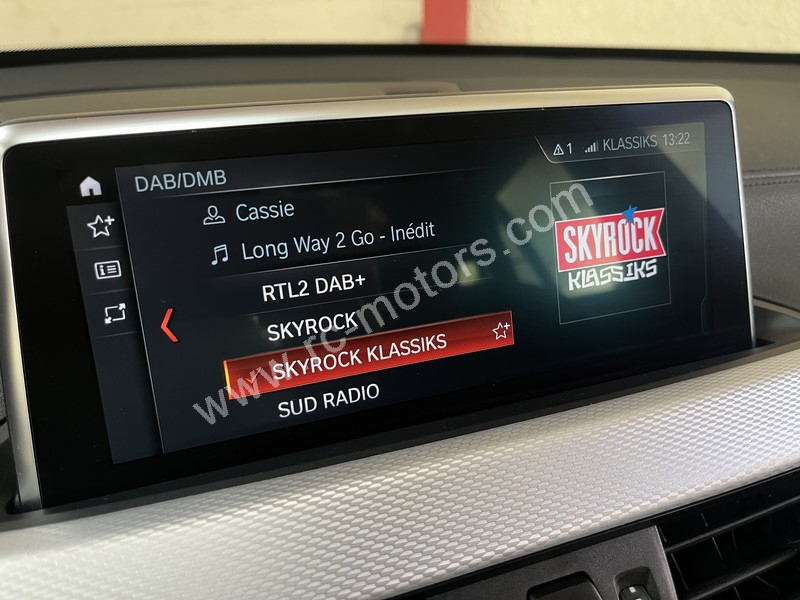 DAB/DMB
1 KLASSIKS 13:22
Cassie
Long Way 2 Go - Inédit
RTL2 DAB+
SKYROCK
SKYROCK KLASSIKS
SUD RADIO
SKYROCK
KLASSIKS
www.rc-motors.com